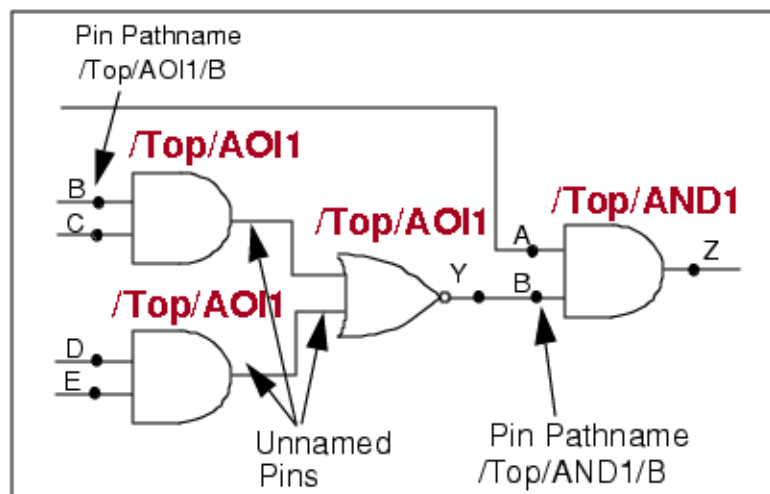 Pin Pathname
/Top/AOI1/B
/Top/AOI1
B
C
/Top/AOI1
/Top/AND1
A
Z
Y
B
/Top/AOI1
D
E
Unnamed
Pins
Pin Pathname
/Top/AND1/B